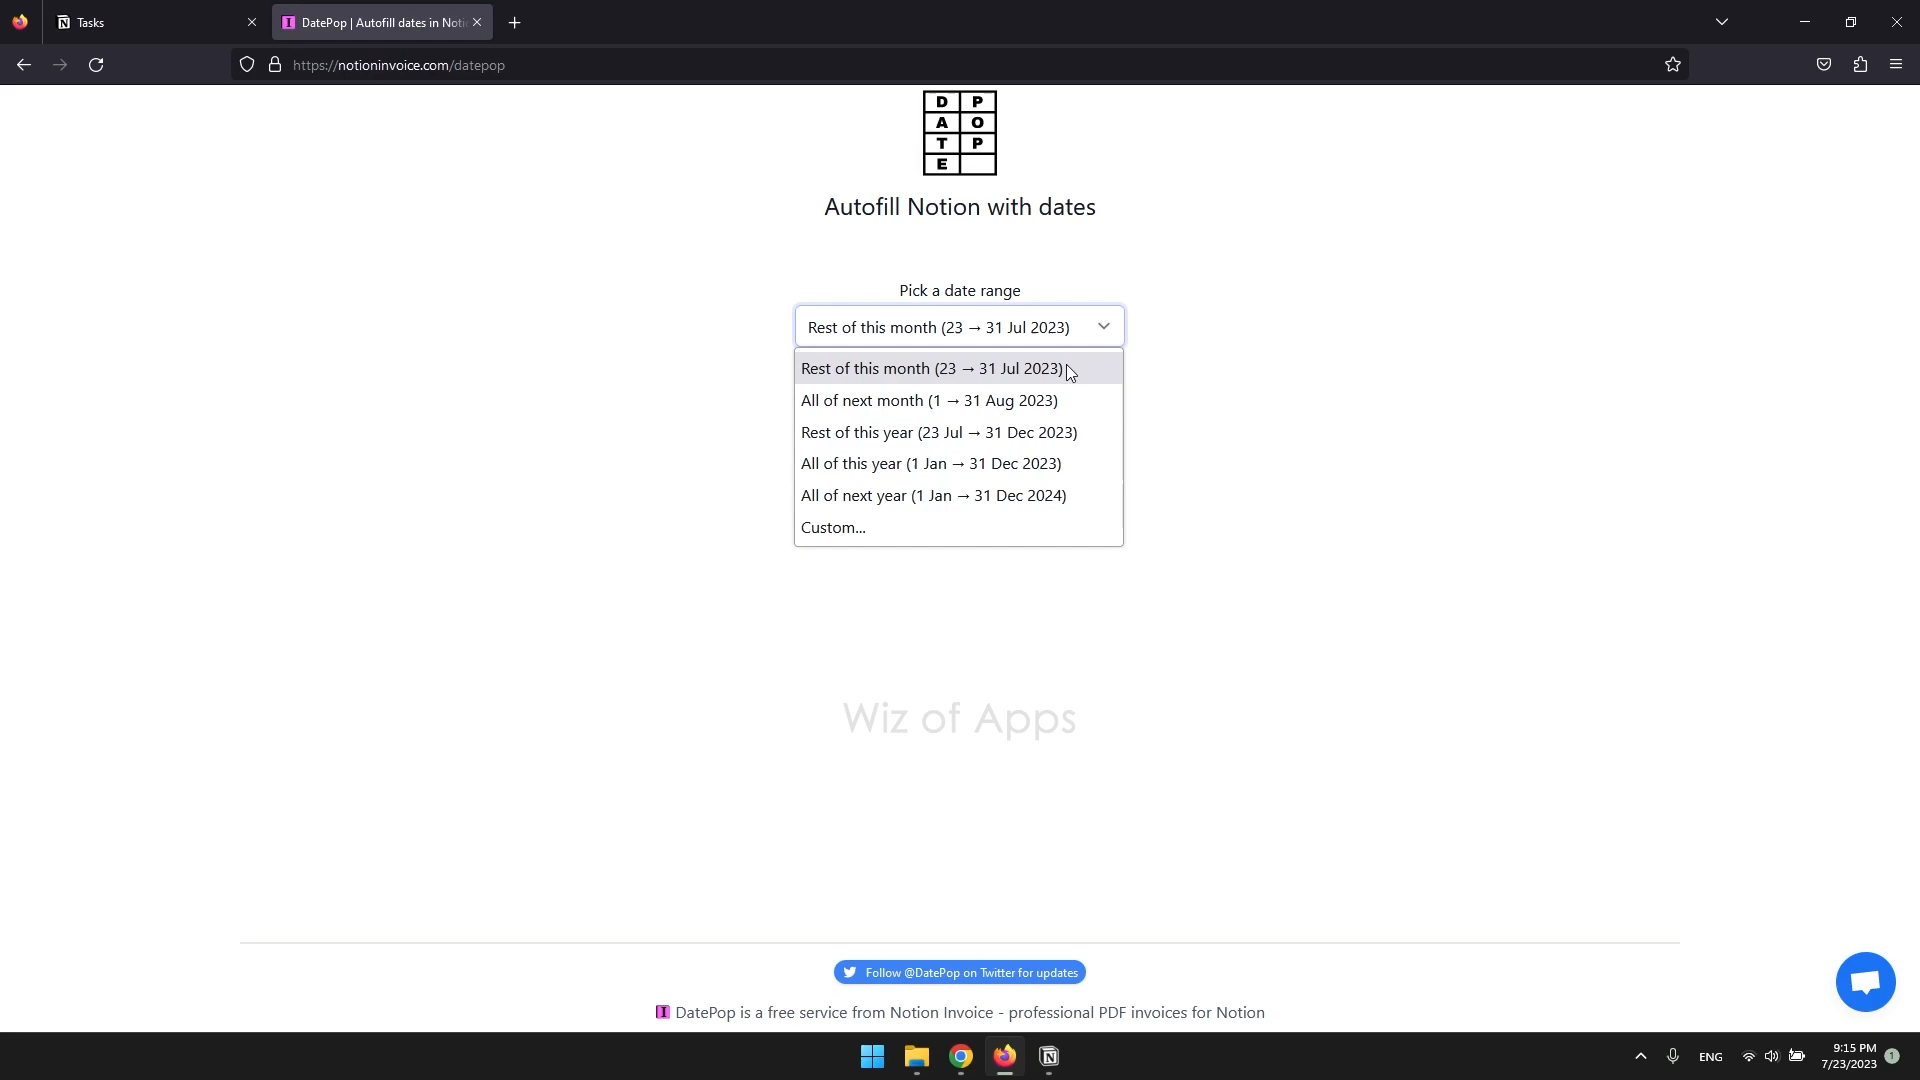 Tasks
DatePop | Autofill dates in Noti
https://notioninvoice.com/datepop
D P
A O
T P
E
Autofill Notion with dates
Pick a date range
Rest of this month (23 → 31 Jul 2023)
Rest of this month (23 → 31 Jul 2023)
All of next month (1 → 31 Aug 2023)
Rest of this year (23 Jul → 31 Dec 2023)
All of this year (1 Jan → 31 Dec 2023)
All of next year (1 Jan → 31 Dec 2024)
Custom...
Wiz of Apps
Follow @DatePop on Twitter for updates
I DatePop is a free service from Notion Invoice - professional PDF invoices for Notion
ENG
9:15 PM
7/23/2023
1